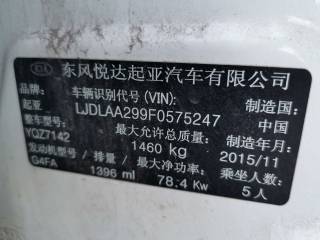 KIA 东风悦达起亚汽车有限公司
品牌: 车辆识别代号(VIN): 制造国:
起亚 LJDLAA299F0575247 中国
整车型号: 最大允许总质量: 制造年月:
YQZ7142 1460 kg 2015/11
发动机型号/排量: 最大净功率: 乘坐人数:
G4FA 1396 ml 78.4 Kw 5人